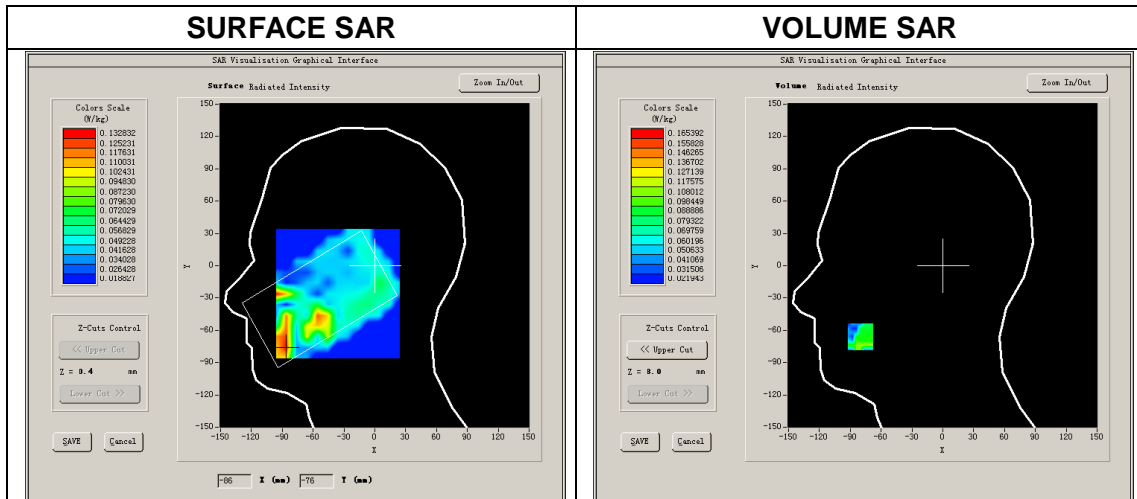 SURFACE SAR
SAR Visualisation Graphical Interface
Surface Radiated Intensity
Zoom In/Out
Colors Scale
(W/kg)
0.132832
0.125231
0.117631
0.110031
0.102431
0.094830
0.087230
0.079630
0.072029
0.064429
0.056829
0.049228
0.041628
0.034028
0.026428
0.018827
150
120
90
60
30
0
-30
-60
-90
-120
-150
Y
-150 -120 -90 -60 -30 0 30 60 90 120 150
X
Z-Cuts Control
<< Upper Cut
Z = 0.4 mm
Lower Cut >>
SAVE Cancel
-86 X (mm) -76 Y (mm)
VOLUME SAR
SAR Visualisation Graphical Interface
Volume Radiated Intensity
Zoom In/Out
Colors Scale
(W/kg)
0.165392
0.155828
0.146265
0.136702
0.127139
0.117575
0.108012
0.098449
0.088886
0.079322
0.069759
0.060196
0.050633
0.041069
0.031506
0.021943
150
120
90
60
30
0
-30
-60
-90
-120
-150
Y
-150 -120 -90 -60 -30 0 30 60 90 120 150
X
Z-Cuts Control
<< Upper Cut
Z = 8.0 mm
Lower Cut >>
SAVE Cancel